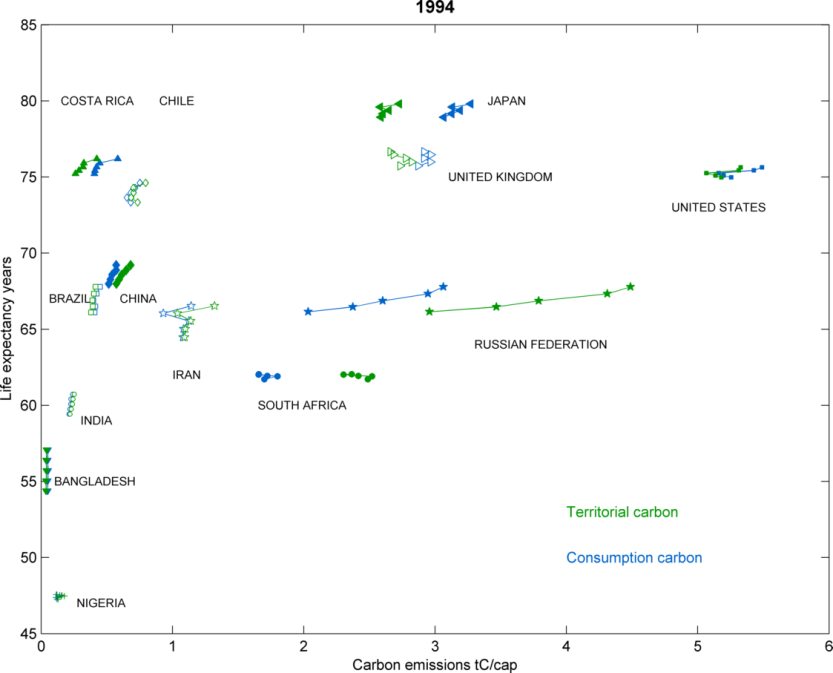 1994
85
80
75
70
65
60
55
50
45
Life expectancy years
COSTA RICA
CHILE
JAPAN
UNITED KINGDOM
UNITED STATES
BRAZIL
CHINA
RUSSIAN FEDERATION
IRAN
SOUTH AFRICA
INDIA
BANGLADESH
Territorial carbon
Consumption carbon
NIGERIA
0 1 2 3 4 5 6
Carbon emissions tC/cap